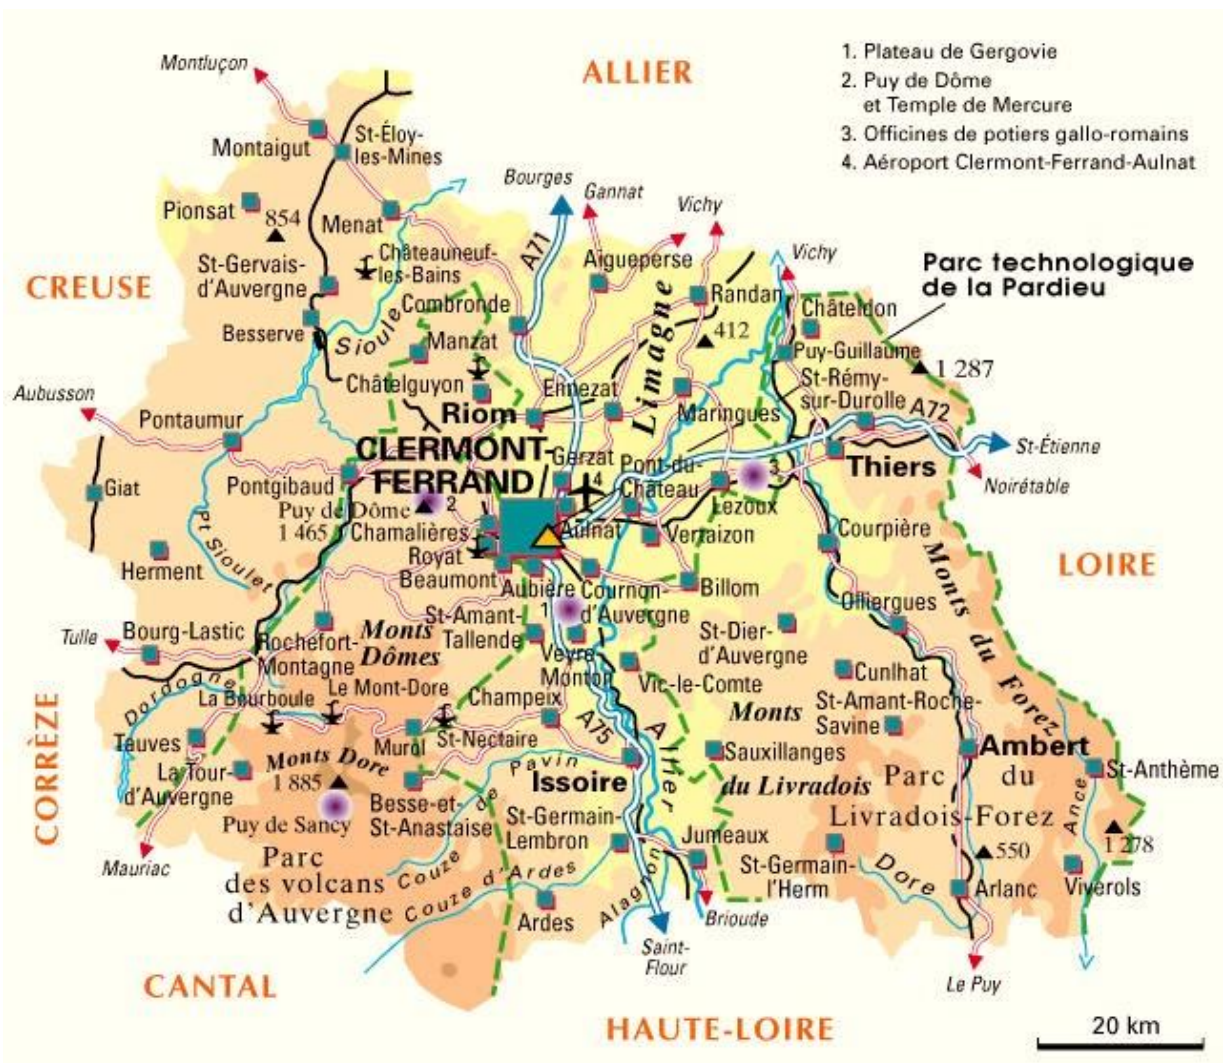 Montluçon
ALLIER
1. Plateau de Gergovie
2. Puy de Dôme
et Temple de Mercure
3. Officines de potiers gallo-romains
4. Aéroport Clermont-Ferrand-Aulnat
Montaigut
St-Éloy-
les-Mines
Bourges
Gannat
Vichy
Pionsat
854
Menat
A71
Aigueperse
Vichy
Parc technologique
de la Pardieu
CREUSE
St-Gervais-
d'Auvergne
Châteauneuf-
les-Bains
Combronde
Randan
Châteldon
Besserve
Sioule
Manzat
Limagne
412
Puy-Guillaume
1 287
Aubusson
Châtelguyon
Ennezat
Maringues
St-Rémy-
sur-Durolle
A72
Pontaumur
Riom
St-Étienne
CLERMONT-
FERRAND
Gerzat
Pont-du-
Château
3
Thiers
Noirétable
Giat
Pontgibaud
4
Lezoux
Puy de Dôme
1 465
2
Chamalières
Aulnat
Vertaizon
Courpière
Pt Sioulet
Royat
Herment
Beaumont
Billom
LOIRE
Aubière
Cournon-
d'Auvergne
1
Olliergues
Monts du Forez
Tulle
Bourg-Lastic
St-Amant-
Tallende
St-Dier-
d'Auvergne
Rochefort-
Montagne
Monts
Dômes
Veyre
Monton
Vic-le-Comte
Cunlhat
Dordogne
La Bourboule
Le Mont-Dore
Champeix
Monts
St-Amant-Roche-
Savine
CORRÈZE
Tauves
Murol
St-Nectaire
A75
Allier
Sauxillanges
Ambert
Monts Dore
1 885
Pavin
Issoire
du Livradois
Parc
du
St-Anthème
La Tour-
d'Auvergne
Besse-et-
St-Anastaise
de
St-Germain-
Lembron
Livradois-Forez
Ance
Puy de Sancy
Jumeaux
1 278
Mauriac
Parc
des volcans
d'Auvergne
Couze
Couze d'Ardes
St-Germain-
l'Herm
550
Dore
Arlanc
Viverols
Ardes
Alagnon
Brioude
Saint-
Flour
Le Puy
CANTAL
HAUTE-LOIRE
20 km